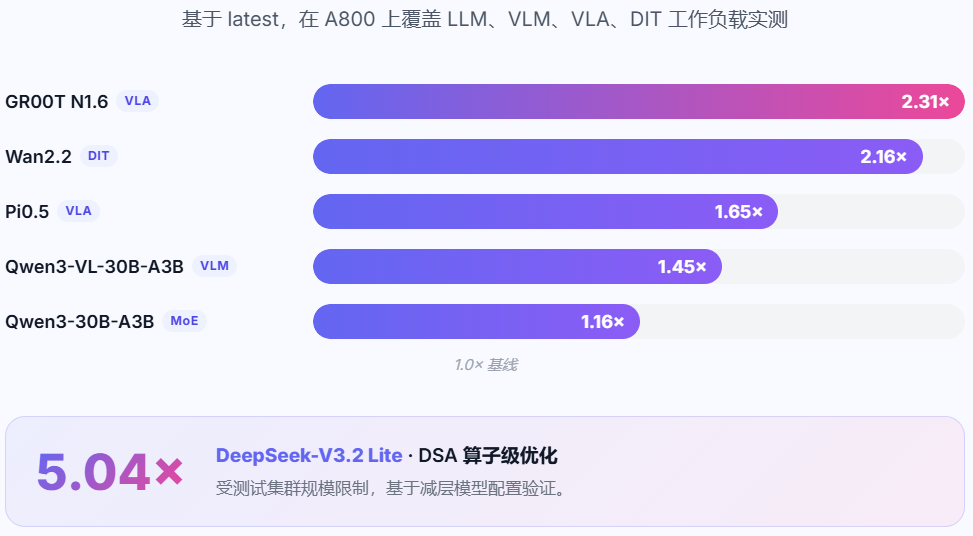 基于 latest，在 A800 上覆盖 LLM、VLM、VLA、DIT 工作负载实测
GR00T N1.6 VLA 2.31×
Wan2.2 DIT 2.16×
Pi0.5 VLA 1.65×
Qwen3-VL-30B-A3B VLM 1.45×
Qwen3-30B-A3B MoE 1.16×
1.0× 基线
5.04×
DeepSeek-V3.2 Lite · DSA 算子级优化
受测试集群规模限制，基于减层模型配置验证。